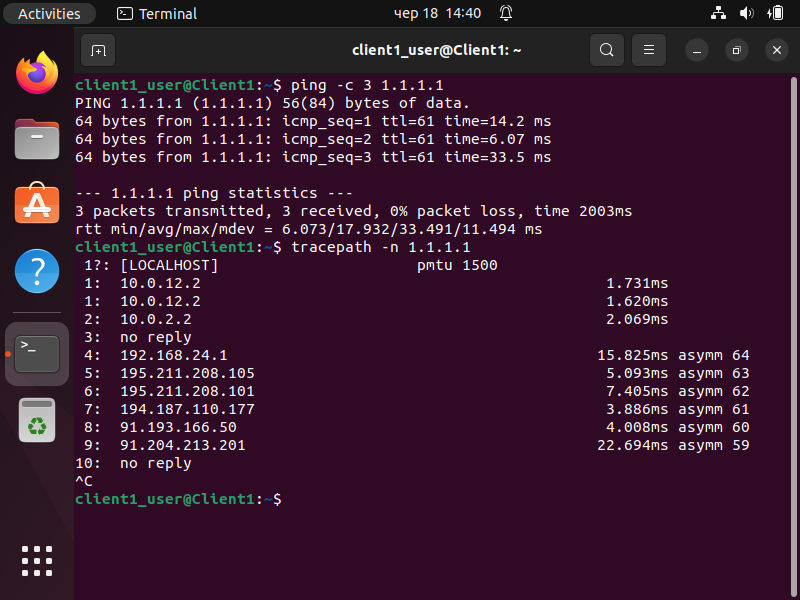 Activities Terminal чер 18 14:40
client1_user@Client1: ~
client1_user@Client1:~$ ping -c 3 1.1.1.1
PING 1.1.1.1 (1.1.1.1) 56(84) bytes of data.
64 bytes from 1.1.1.1: icmp_seq=1 ttl=61 time=14.2 ms
64 bytes from 1.1.1.1: icmp_seq=2 ttl=61 time=6.07 ms
64 bytes from 1.1.1.1: icmp_seq=3 ttl=61 time=33.5 ms
--- 1.1.1.1 ping statistics ---
3 packets transmitted, 3 received, 0% packet loss, time 2003ms
rtt min/avg/max/mdev = 6.073/17.932/33.491/11.494 ms
client1_user@Client1:~$ tracepath -n 1.1.1.1
1?: [LOCALHOST] pmtu 1500
1: 10.0.12.2 1.731ms
1: 10.0.12.2 1.620ms
2: 10.0.2.2 2.069ms
3: no reply
4: 192.168.24.1 15.825ms asymm 64
5: 195.211.208.105 5.093ms asymm 63
6: 195.211.208.101 7.405ms asymm 62
7: 194.187.110.177 3.886ms asymm 61
8: 91.193.166.50 4.008ms asymm 60
9: 91.204.213.201 22.694ms asymm 59
10: no reply
^C
client1_user@Client1:~$